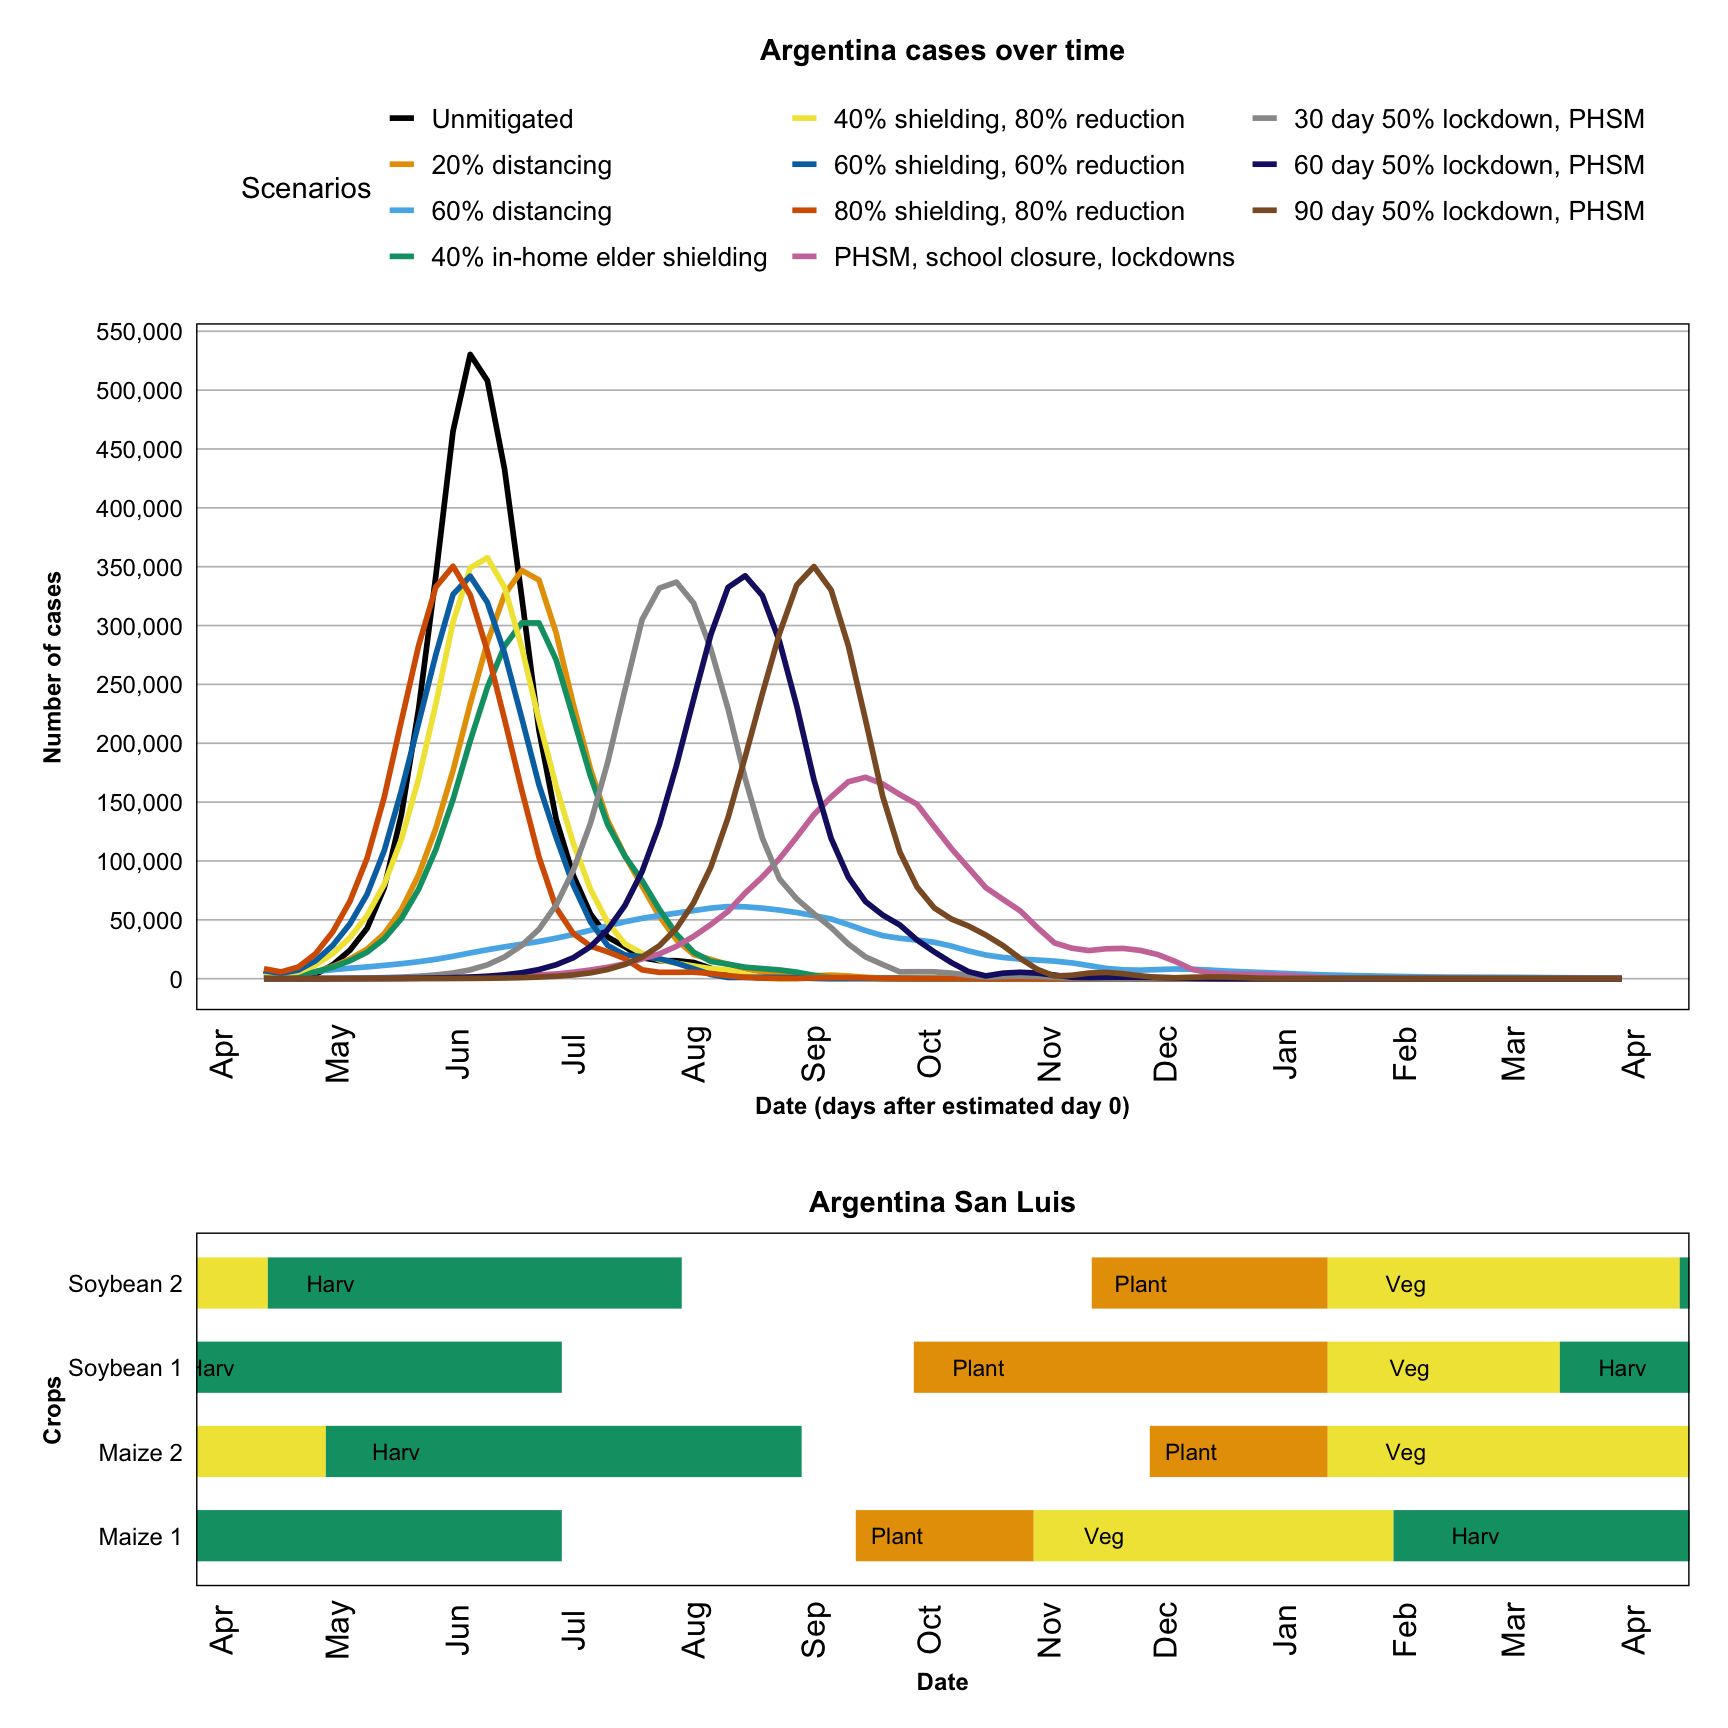 Argentina cases over time
Scenarios
Unmitigated
20% distancing
60% distancing
40% in-home elder shielding
40% shielding, 80% reduction
60% shielding, 60% reduction
80% shielding, 80% reduction
PHSM, school closure, lockdowns
30 day 50% lockdown, PHSM
60 day 50% lockdown, PHSM
90 day 50% lockdown, PHSM
Number of cases
550,000
500,000
450,000
400,000
350,000
300,000
250,000
200,000
150,000
100,000
50,000
0
Apr May Jun Jul Aug Sep Oct Nov Dec Jan Feb Mar Apr
Date (days after estimated day 0)
Argentina San Luis
Crops
Soybean 2 Harv Plant Veg
Soybean 1 Harv Plant Veg Harv
Maize 2 Harv Plant Veg
Maize 1 Plant Veg Harv
Apr May Jun Jul Aug Sep Oct Nov Dec Jan Feb Mar Apr
Date